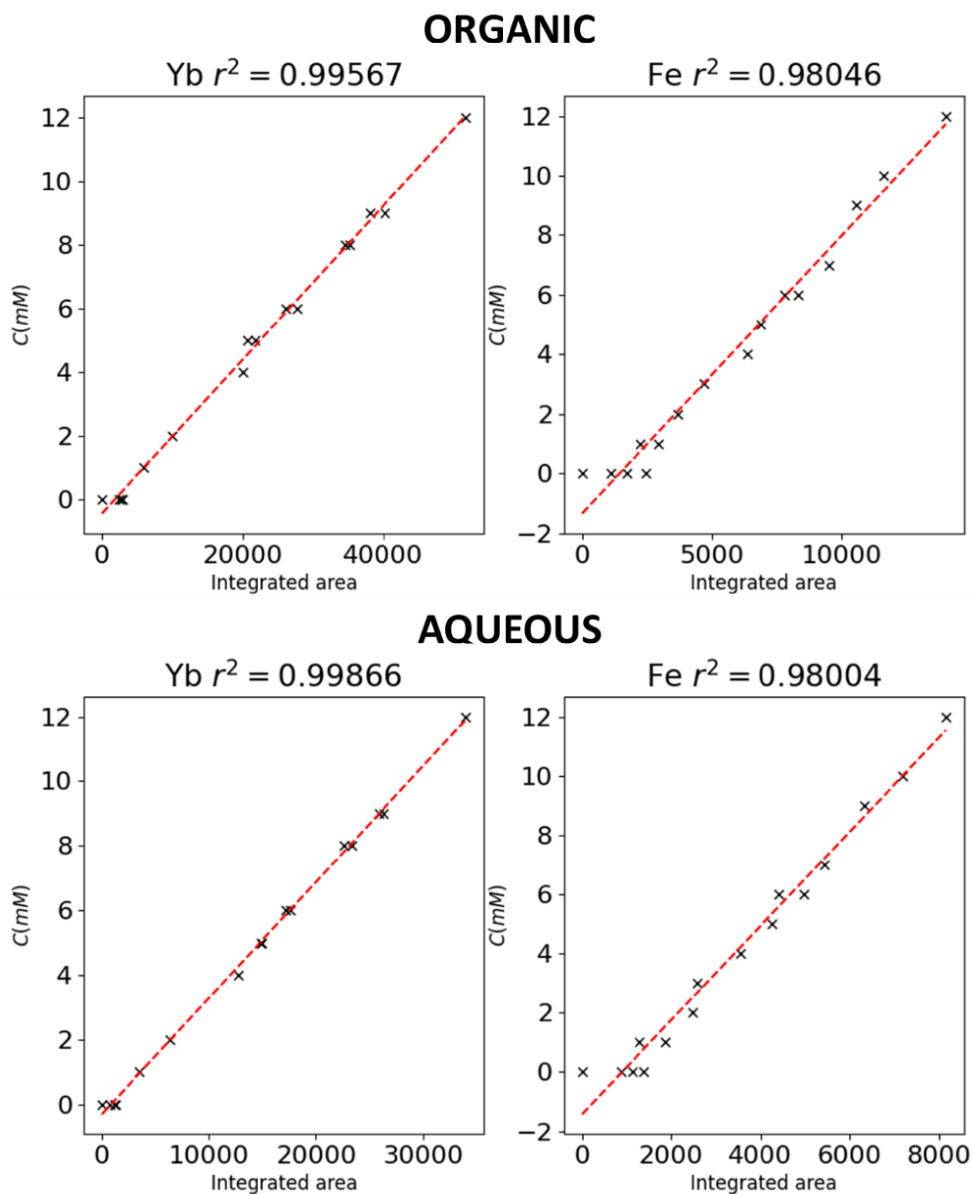 ORGANIC
Yb r² = 0.99567
Fe r² = 0.98046
12
10
8
6
4
2
0
C(mM)
0 20000 40000
Integrated area
12
10
8
6
4
2
0
−2
C(mM)
0 5000 10000
Integrated area
AQUEOUS
Yb r² = 0.99866
Fe r² = 0.98004
12
10
8
6
4
2
0
C(mM)
0 10000 20000 30000
Integrated area
12
10
8
6
4
2
0
−2
C(mM)
0 2000 4000 6000 8000
Integrated area